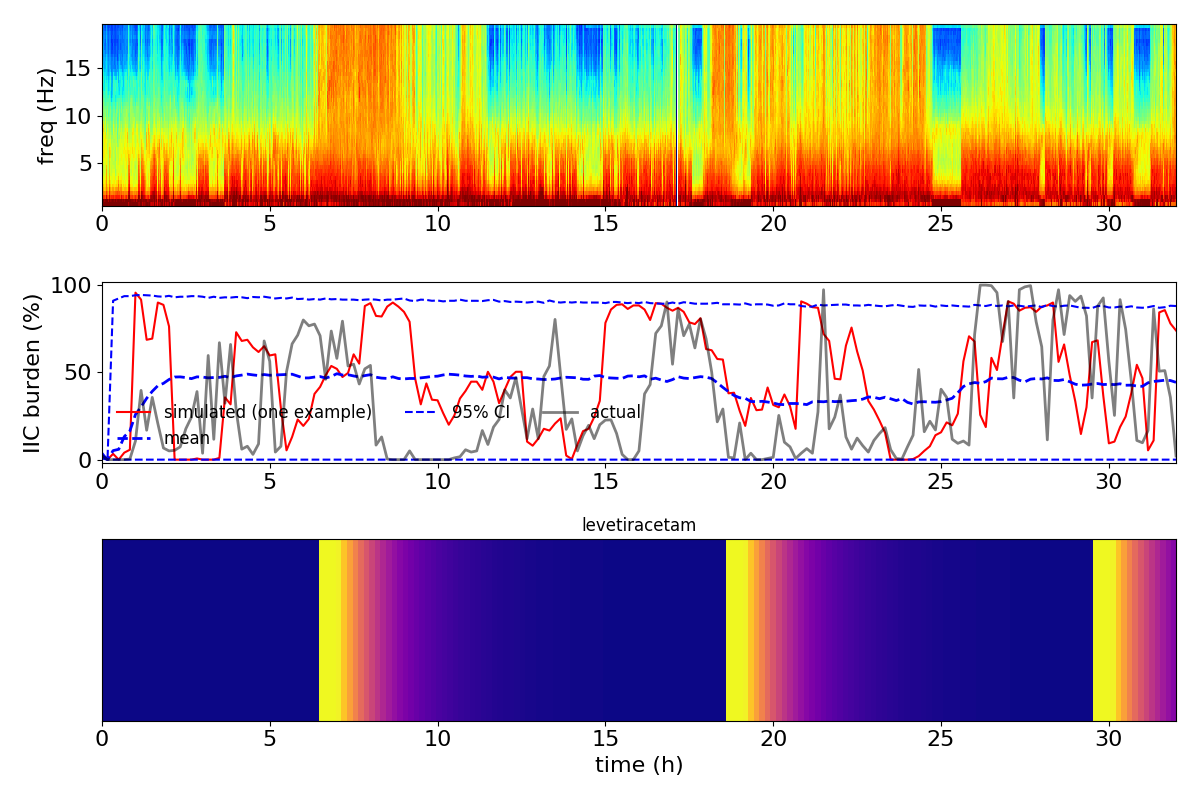 15
10
5
freq (Hz)
0 5 10 15 20 25 30
100
50
0
IIC burden (%)
simulated (one example) 95% CI actual
mean
0 5 10 15 20 25 30
levetiracetam
0 5 10 15 20 25 30
time (h)